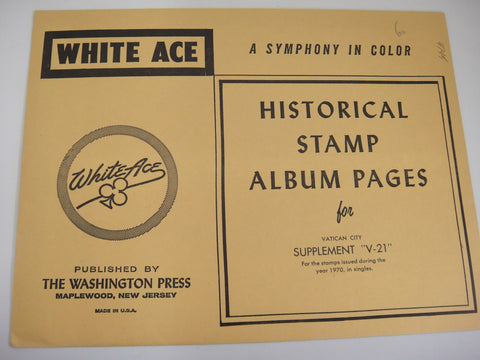 WHITE ACE
A SYMPHONY IN COLOR
HISTORICAL
STAMP
ALBUM PAGES
for
VATICAN CITY
SUPPLEMENT "V-21"
For the stamps issued during the
year 1970, in singles.
White Ace
PUBLISHED BY
THE WASHINGTON PRESS
MAPLEWOOD, NEW JERSEY
MADE IN U.S.A.